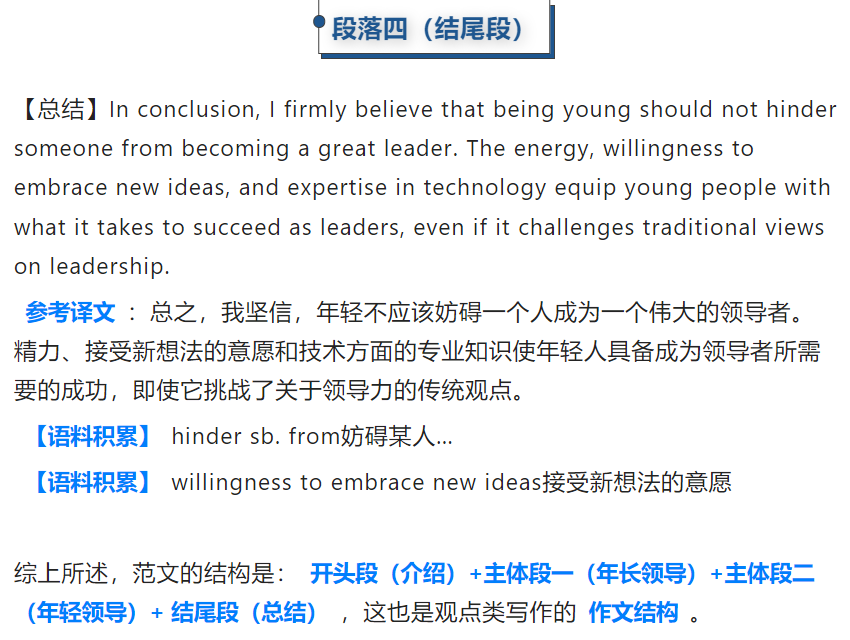 段落四（结尾段）
【总结】In conclusion, I firmly believe that being young should not hinder
someone from becoming a great leader. The energy, willingness to
embrace new ideas, and expertise in technology equip young people with
what it takes to succeed as leaders, even if it challenges traditional views
on leadership.
参考译文 ：总之，我坚信，年轻不应该妨碍一个人成为一个伟大的领导者。
精力、接受新想法的意愿和技术方面的专业知识使年轻人具备成为领导者所需
要的成功，即使它挑战了关于领导力的传统观点。
【语料积累】 hinder sb. from妨碍某人...
【语料积累】 willingness to embrace new ideas接受新想法的意愿
综上所述，范文的结构是： 开头段（介绍）+主体段一（年长领导）+主体段二
（年轻领导）+ 结尾段（总结） ，这也是观点类写作的 作文结构 。